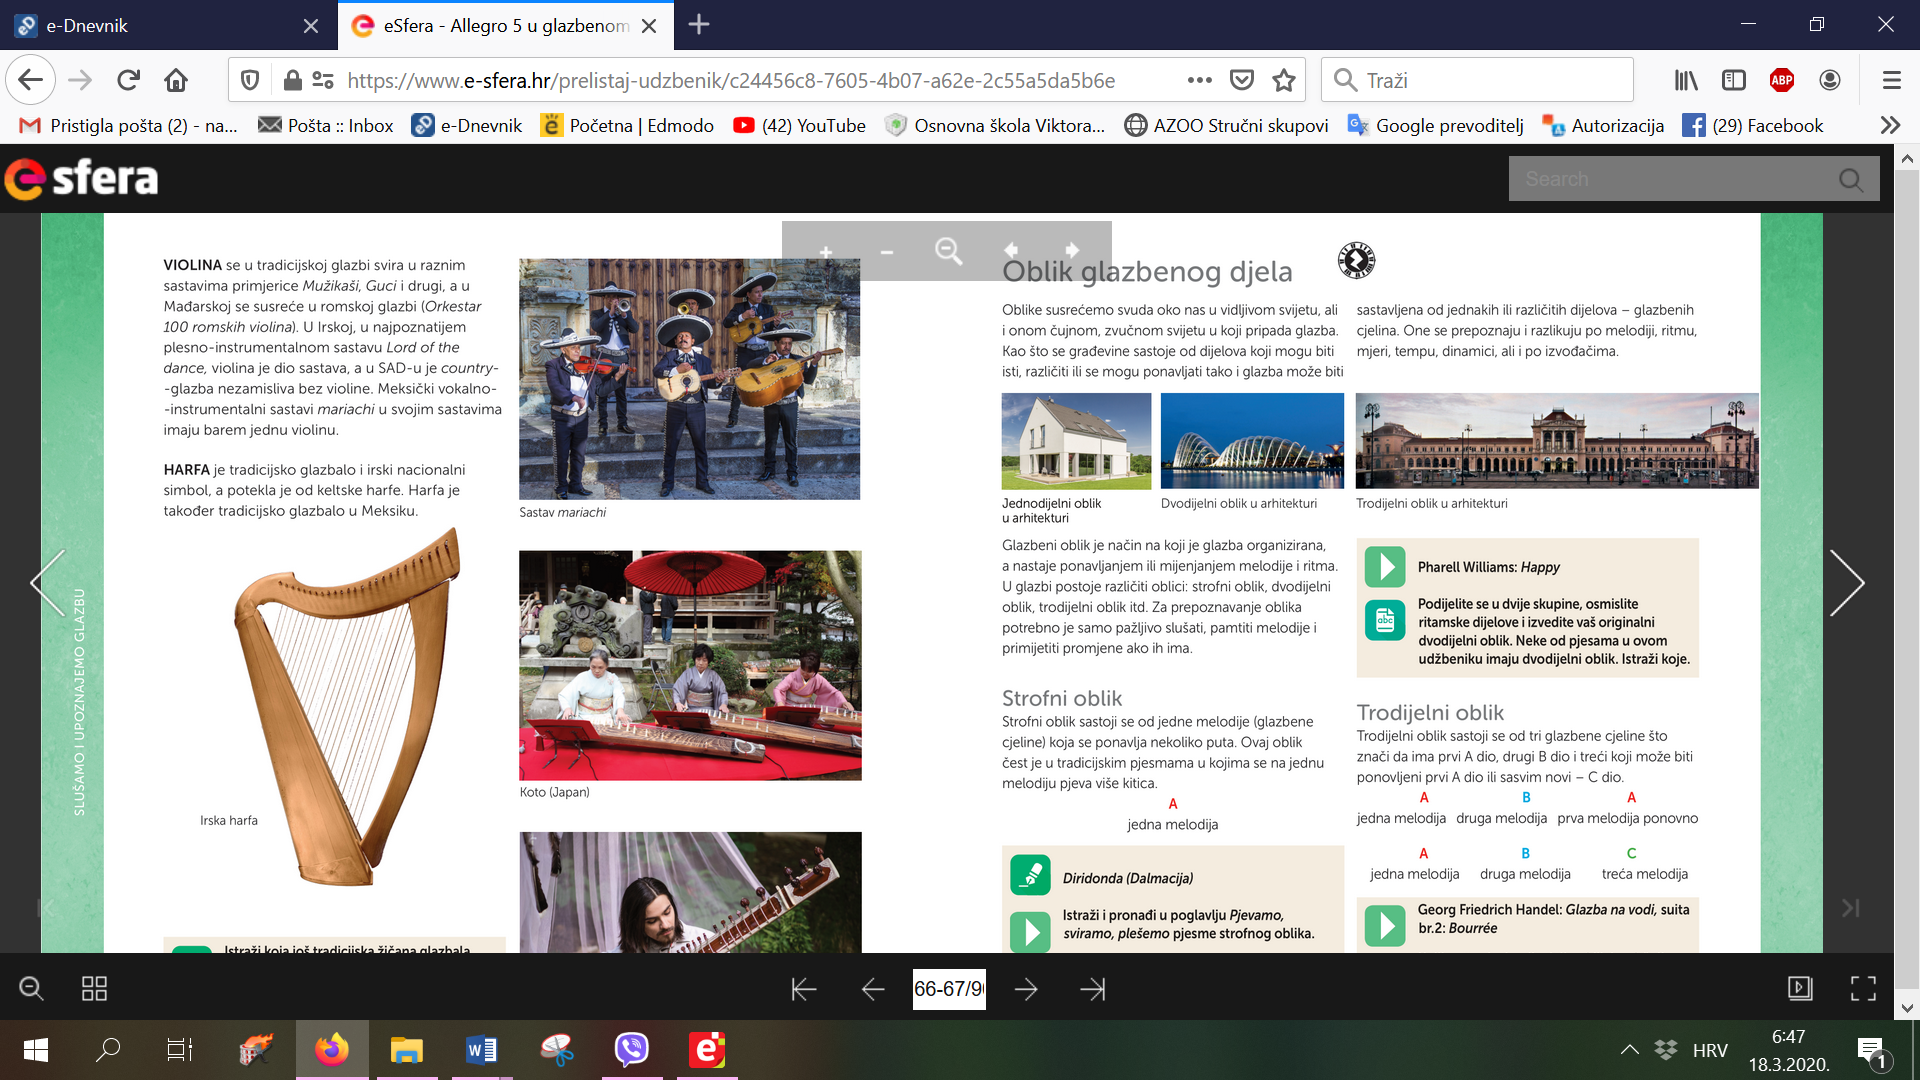 e-Dnevnik
eSfera - Allegro 5 u glazbenom
https://www.e-sfera.hr/prelistaj-udzbenik/c24456c8-7605-4b07-a62e-2c55a5da5b6e
Traži
ABP
Pristigla pošta (2) - na...
Pošta :: Inbox
e-Dnevnik
Početna | Edmodo
(42) YouTube
Osnovna škola Viktora...
AZOO Stručni skupovi
Google prevoditelj
Autorizacija
(29) Facebook
e sfera
Search
SLUŠAMO I UPOZNAJEMO GLAZBU
VIOLINA se u tradicijskoj glazbi svira u raznim
sastavima primjerice Mužikaši, Guci i drugi, a u
Mađarskoj se susreće u romskoj glazbi (Orkestar
100 romskih violina). U Irskoj, u najpoznatijem
plesno-instrumentalnom sastavu Lord of the
dance, violina je dio sastava, a u SAD-u je country-
-glazba nezamisliva bez violine. Meksički vokalno-
-instrumentalni sastavi mariachi u svojim sastavima
imaju barem jednu violinu.
HARFA je tradicijsko glazbalo i irski nacionalni
simbol, a potekla je od keltske harfe. Harfa je
također tradicijsko glazbalo u Meksiku.
Irska harfa
Istraži koja još tradicijska žičana glazbala
Sastav mariachi
Koto (Japan)
Oblik glazbenog djela
Oblike susrećemo svuda oko nas u vidljivom svijetu, ali
i onom čujnom, zvučnom svijetu u koji pripada glazba.
Kao što se građevine sastoje od dijelova koji mogu biti
isti, različiti ili se mogu ponavljati tako i glazba može biti
sastavljena od jednakih ili različitih dijelova – glazbenih
cjelina. One se prepoznaju i razlikuju po melodiji, ritmu,
mjeri, tempu, dinamici, ali i po izvođačima.
Jednodijelni oblik
u arhitekturi
Dvodijelni oblik u arhitekturi
Trodijelni oblik u arhitekturi
Glazbeni oblik je način na koji je glazba organizirana,
a nastaje ponavljanjem ili mijenjanjem melodije i ritma.
U glazbi postoje različiti oblici: strofni oblik, dvodijelni
oblik, trodijelni oblik itd. Za prepoznavanje oblika
potrebno je samo pažljivo slušati, pamtiti melodije i
primijetiti promjene ako ih ima.
Strofni oblik
Strofni oblik sastoji se od jedne melodije (glazbene
cjeline) koja se ponavlja nekoliko puta. Ovaj oblik
čest je u tradicijskim pjesmama u kojima se na jednu
melodiju pjeva više kitica.
A
jedna melodija
Diridonda (Dalmacija)
Istraži i pronađi u poglavlju Pjevamo,
sviramo, plešemo pjesme strofnog oblika.
Pharell Williams: Happy
abc
Podijelite se u dvije skupine, osmislite
ritamske dijelove i izvedite vaš originalni
dvodijelni oblik. Neke od pjesama u ovom
udžbeniku imaju dvodijelni oblik. Istraži koje.
Trodijelni oblik
Trodijelni oblik sastoji se od tri glazbene cjeline što
znači da ima prvi A dio, drugi B dio i treći koji može biti
ponovljeni prvi A dio ili sasvim novi – C dio.
A B A
jedna melodija druga melodija prva melodija ponovno
A B C
jedna melodija druga melodija treća melodija
Georg Friedrich Handel: Glazba na vodi, suita
br.2: Bourrée
66-67/9
HRV
6:47
18.3.2020.
1